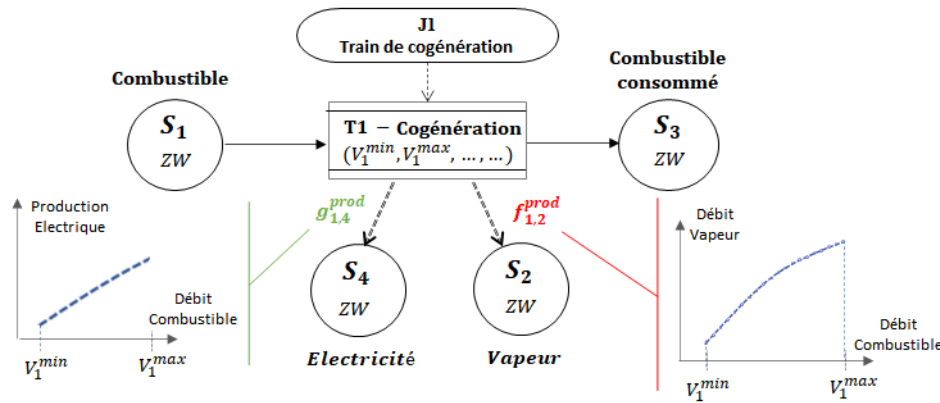 J1
Train de cogénération
Combustible
Combustible
consommé
S₁
ZW
T1 − Cogénération
(V₁ᵐⁱⁿ, V₁ᵐᵃˣ, … , … )
S₃
ZW
Production
Electrique
g₁,₄ᵖʳᵒᵈ
f₁,₂ᵖʳᵒᵈ
Débit
Vapeur
S₄
ZW
S₂
ZW
Débit
Combustible
Débit
Combustible
V₁ᵐⁱⁿ
V₁ᵐᵃˣ
Electricité
Vapeur
V₁ᵐⁱⁿ
V₁ᵐᵃˣ